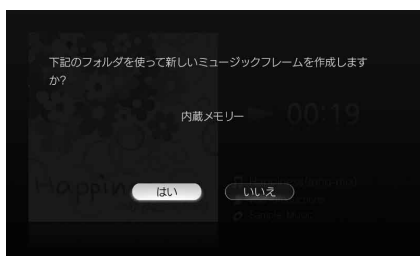 下記のフォルダを使って新しいミュージックフレームを作成します
か?
内蔵メモリー
00:19
Happin
はい
いいえ